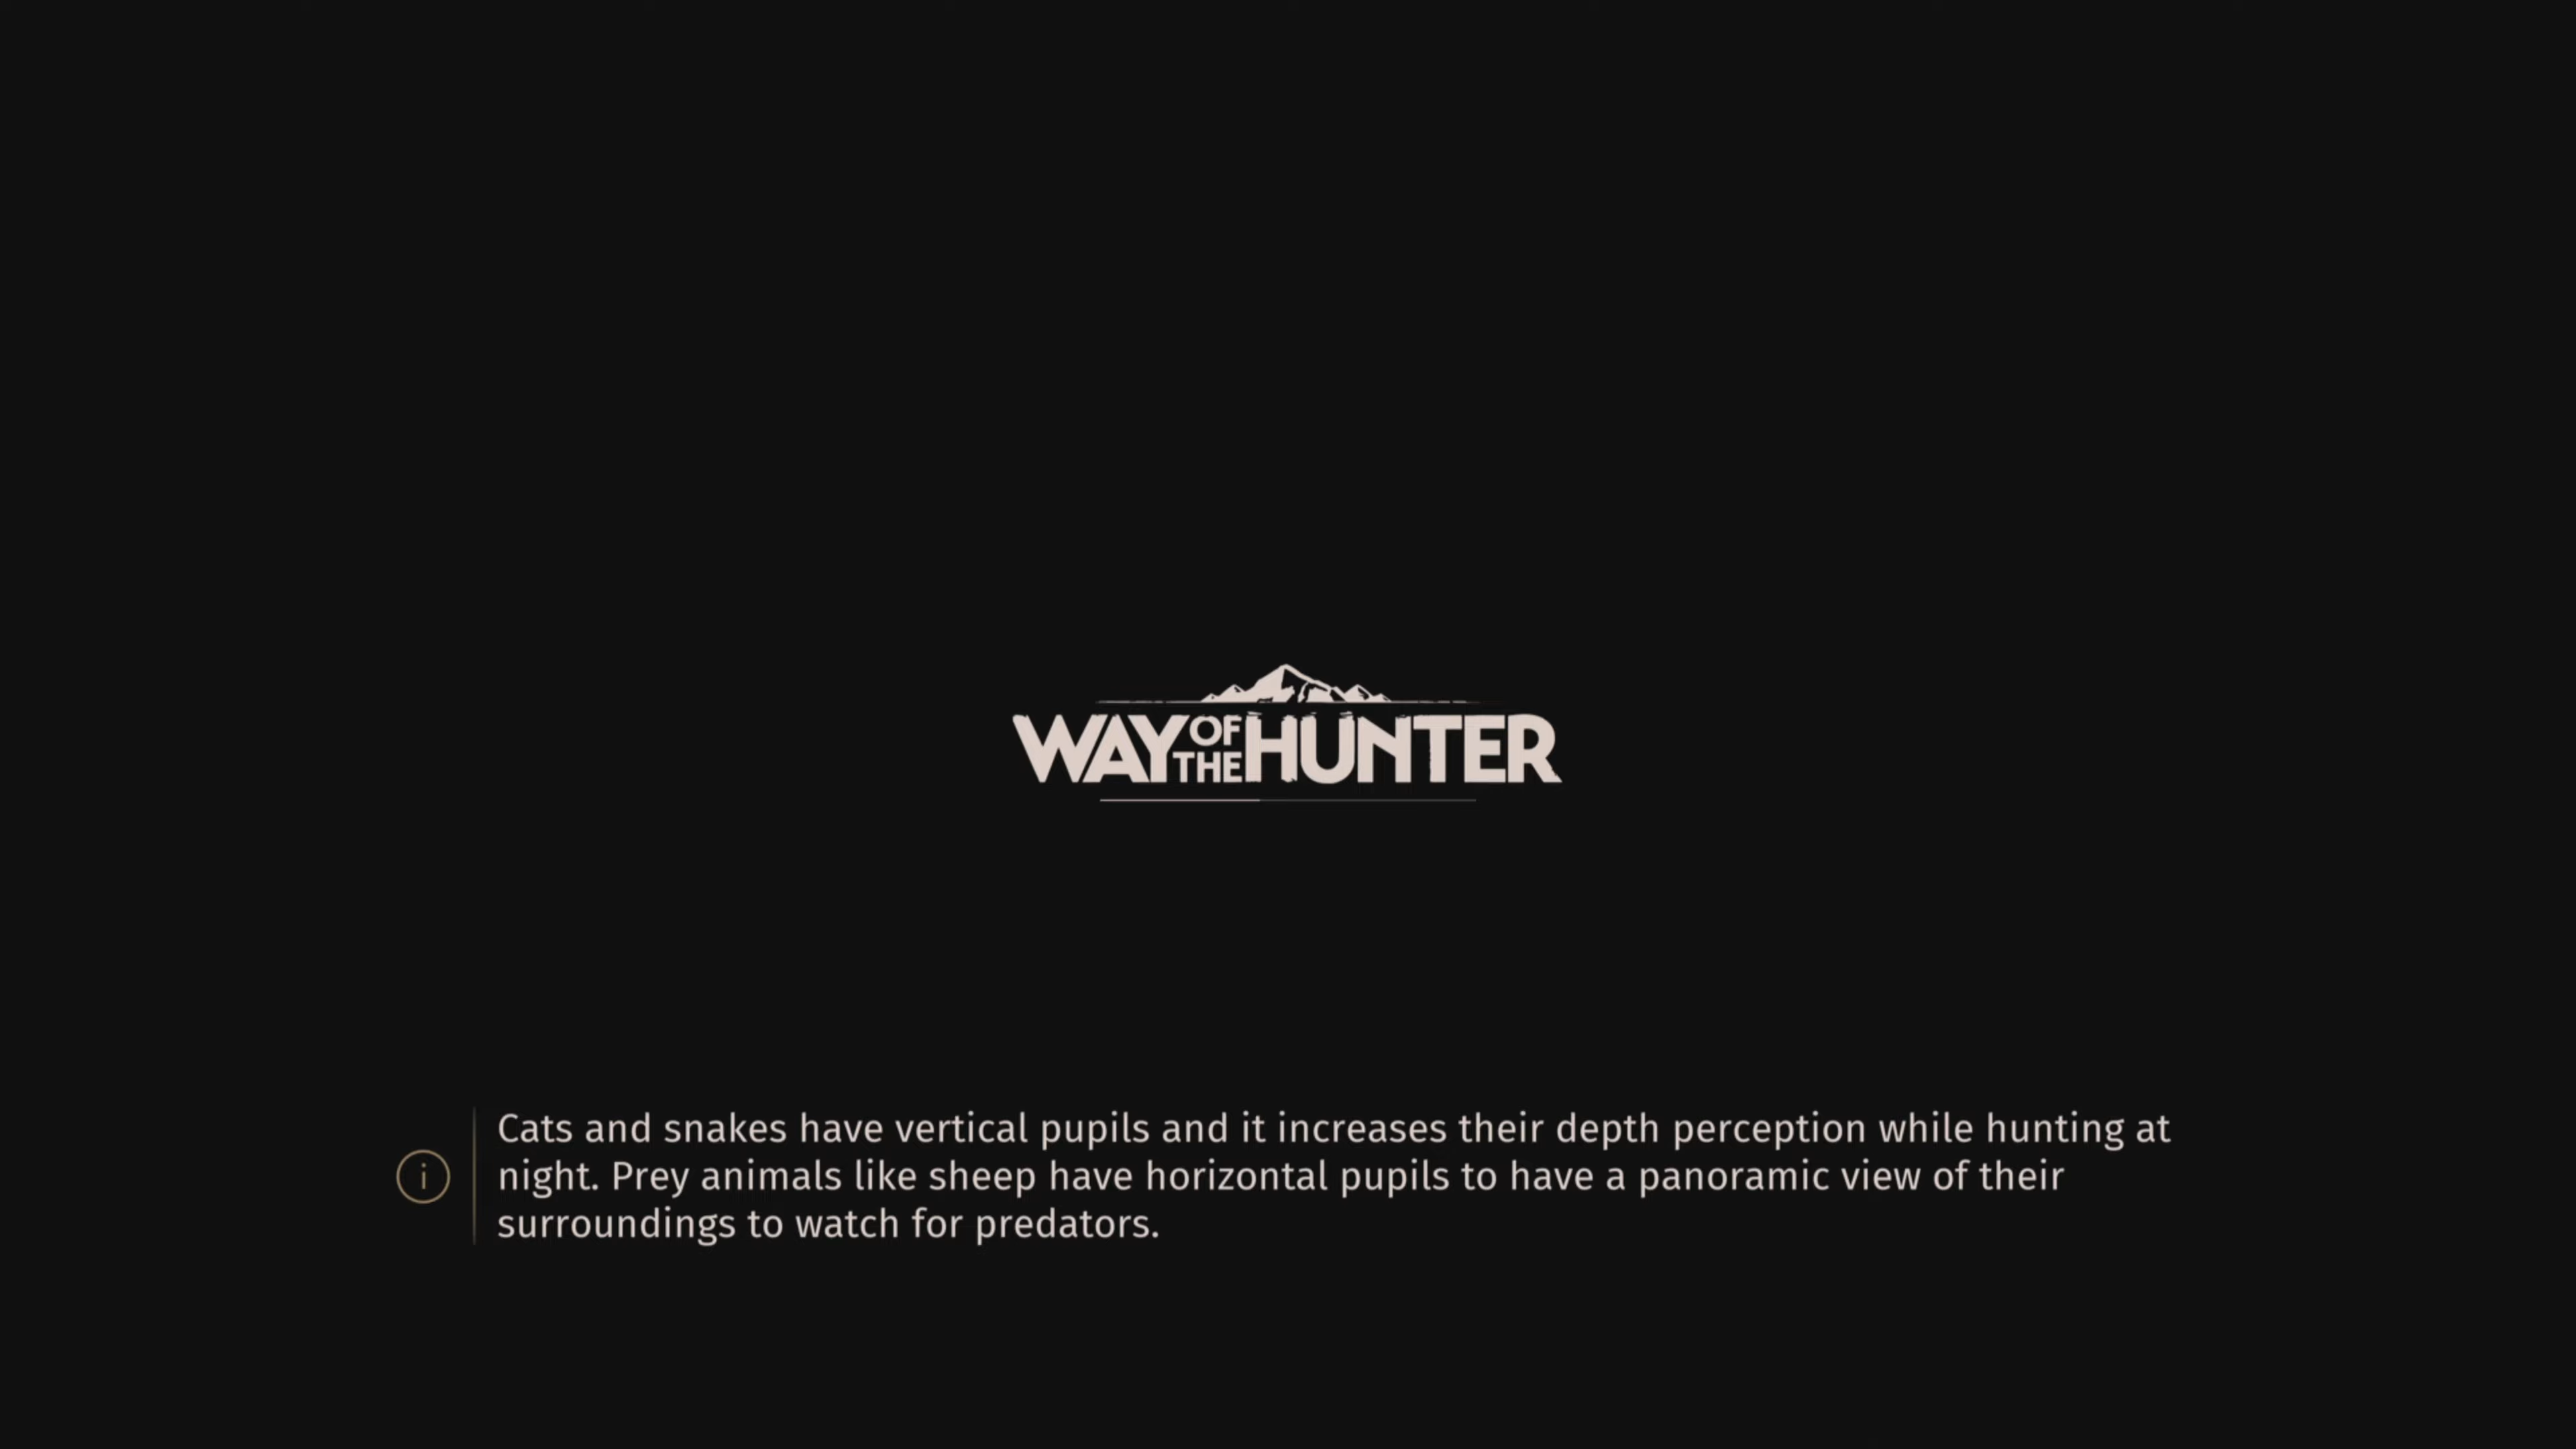 WAY OF THE HUNTER
i
Cats and snakes have vertical pupils and it increases their depth perception while hunting at
night. Prey animals like sheep have horizontal pupils to have a panoramic view of their
surroundings to watch for predators.